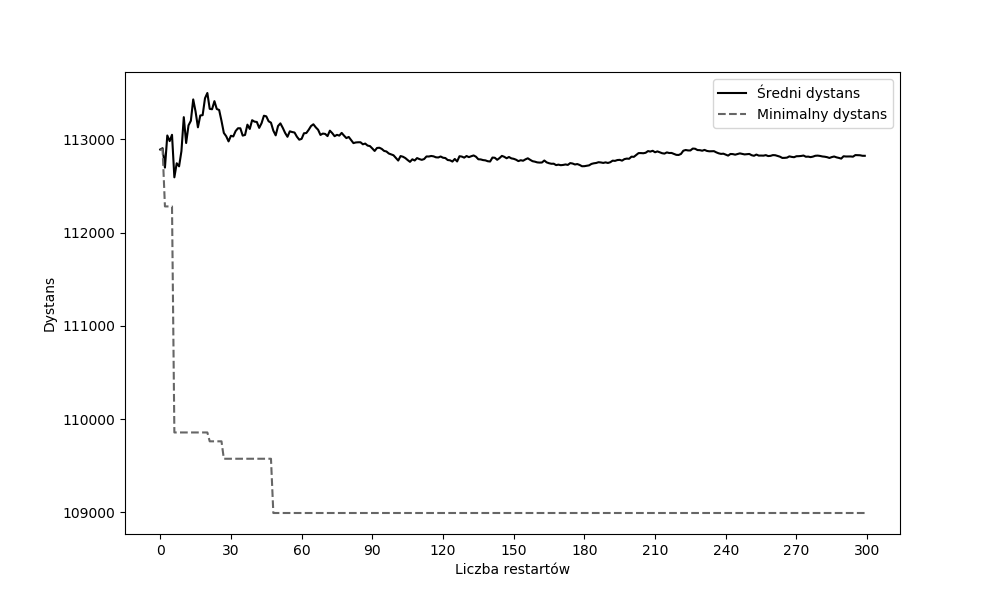 Średni dystans
Minimalny dystans
113000
112000
111000
110000
109000
Dystans
0 30 60 90 120 150 180 210 240 270 300
Liczba restartów